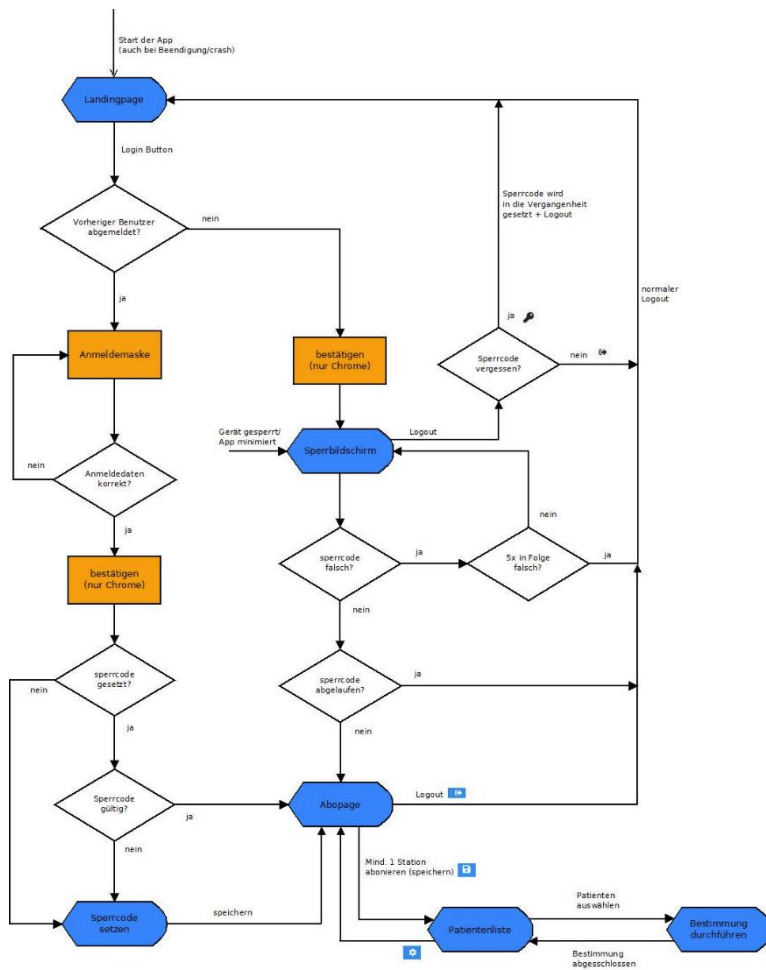 Start der App
(auch bei Beendigung/crash)
Landingpage
Login Button
Sperrcode wird
in die Vergangenheit
gesetzt + Logout
Vorheriger Benutzer
abgemeldet?
nein
ja
normaler
Logout
ja
Anmeldemaske
bestätigen
(nur Chrome)
Sperrcode
vergessen?
nein
Gerät gesperrt/
App minimiert
Logout
Sperrbildschirm
nein
Anmeldedaten
korrekt?
nein
ja
sperrcode
falsch?
ja
5x in Folge
falsch?
ja
bestätigen
(nur Chrome)
nein
sperrcode
gesetzt?
nein
sperrcode
abgelaufen?
ja
ja
nein
Sperrcode
gültig?
ja
Abopage
Logout
nein
Mind. 1 Station
abonieren (speichern)
Sperrcode
setzen
speichern
Patienten
auswählen
Patientenliste
Bestimmung
durchführen
Bestimmung
abgesschlossen